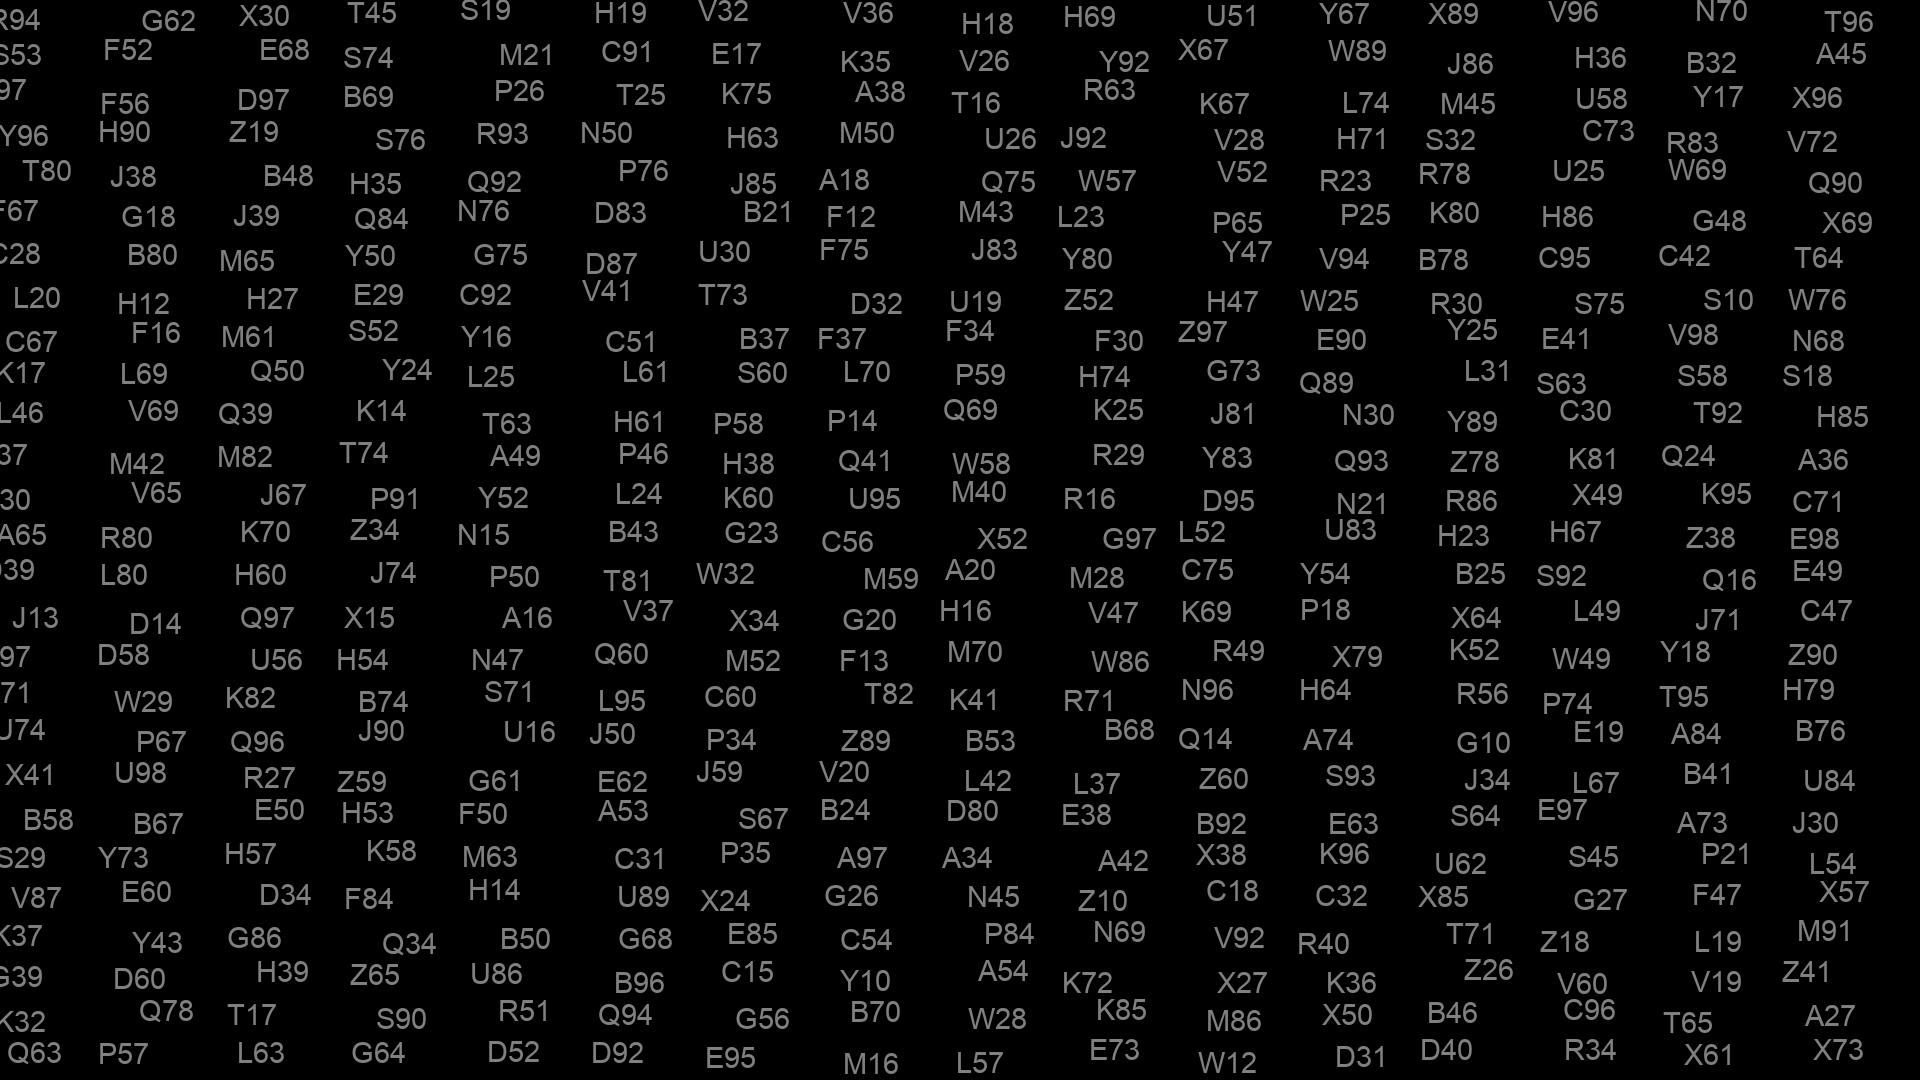 R94 G62 X30 T45 S19 H19 V32 V36 H18 H69 U51 Y67 X89 V96 N70 T96
S53 F52 E68 S74 M21 C91 E17 K35 V26 Y92 X67 W89 J86 H36 B32 A45
97 F56 D97 B69 P26 T25 K75 A38 T16 R63 K67 L74 M45 U58 Y17 X96
Y96 H90 Z19 S76 R93 N50 H63 M50 U26 J92 V28 H71 S32 C73 R83 V72
T80 J38 B48 H35 Q92 P76 J85 A18 Q75 W57 V52 R23 R78 U25 W69 Q90
F67 G18 J39 Q84 N76 D83 B21 F12 M43 L23 P65 P25 K80 H86 G48 X69
C28 B80 M65 Y50 G75 D87 U30 F75 J83 Y80 Y47 V94 B78 C95 C42 T64
L20 H12 H27 E29 C92 V41 T73 D32 U19 Z52 H47 W25 R30 S75 S10 W76
C67 F16 M61 S52 Y16 C51 B37 F37 F34 F30 Z97 E90 Y25 E41 V98 N68
K17 L69 Q50 Y24 L25 L61 S60 L70 P59 H74 G73 Q89 L31 S63 S58 S18
L46 V69 Q39 K14 T63 H61 P58 P14 Q69 K25 J81 N30 Y89 C30 T92 H85
37 M42 M82 T74 A49 P46 H38 Q41 W58 R29 Y83 Q93 Z78 K81 Q24 A36
30 V65 J67 P91 Y52 L24 K60 U95 M40 R16 D95 N21 R86 X49 K95 C71
A65 R80 K70 Z34 N15 B43 G23 C56 X52 G97 L52 U83 H23 H67 Z38 E98
39 L80 H60 J74 P50 T81 W32 M59 A20 M28 C75 Y54 B25 S92 Q16 E49
J13 D14 Q97 X15 A16 V37 X34 G20 H16 V47 K69 P18 X64 L49 J71 C47
97 D58 U56 H54 N47 Q60 M52 F13 M70 W86 R49 X79 K52 W49 Y18 Z90
71 W29 K82 B74 S71 L95 C60 T82 K41 R71 N96 H64 R56 P74 T95 H79
U74 P67 Q96 J90 U16 J50 P34 Z89 B53 B68 Q14 A74 G10 E19 A84 B76
X41 U98 R27 Z59 G61 E62 J59 V20 L42 L37 Z60 S93 J34 L67 B41 U84
B58 B67 E50 H53 F50 A53 S67 B24 D80 E38 B92 E63 S64 E97 A73 J30
S29 Y73 H57 K58 M63 C31 P35 A97 A34 A42 X38 K96 U62 S45 P21 L54
V87 E60 D34 F84 H14 U89 X24 G26 N45 Z10 C18 C32 X85 G27 F47 X57
K37 Y43 G86 Q34 B50 G68 E85 C54 P84 N69 V92 R40 T71 Z18 L19 M91
G39 D60 H39 Z65 U86 B96 C15 Y10 A54 K72 X27 K36 Z26 V60 V19 Z41
K32 Q78 T17 S90 R51 Q94 G56 B70 W28 K85 M86 X50 B46 C96 T65 A27
Q63 P57 L63 G64 D52 D92 E95 M16 L57 E73 W12 D31 D40 R34 X61 X73